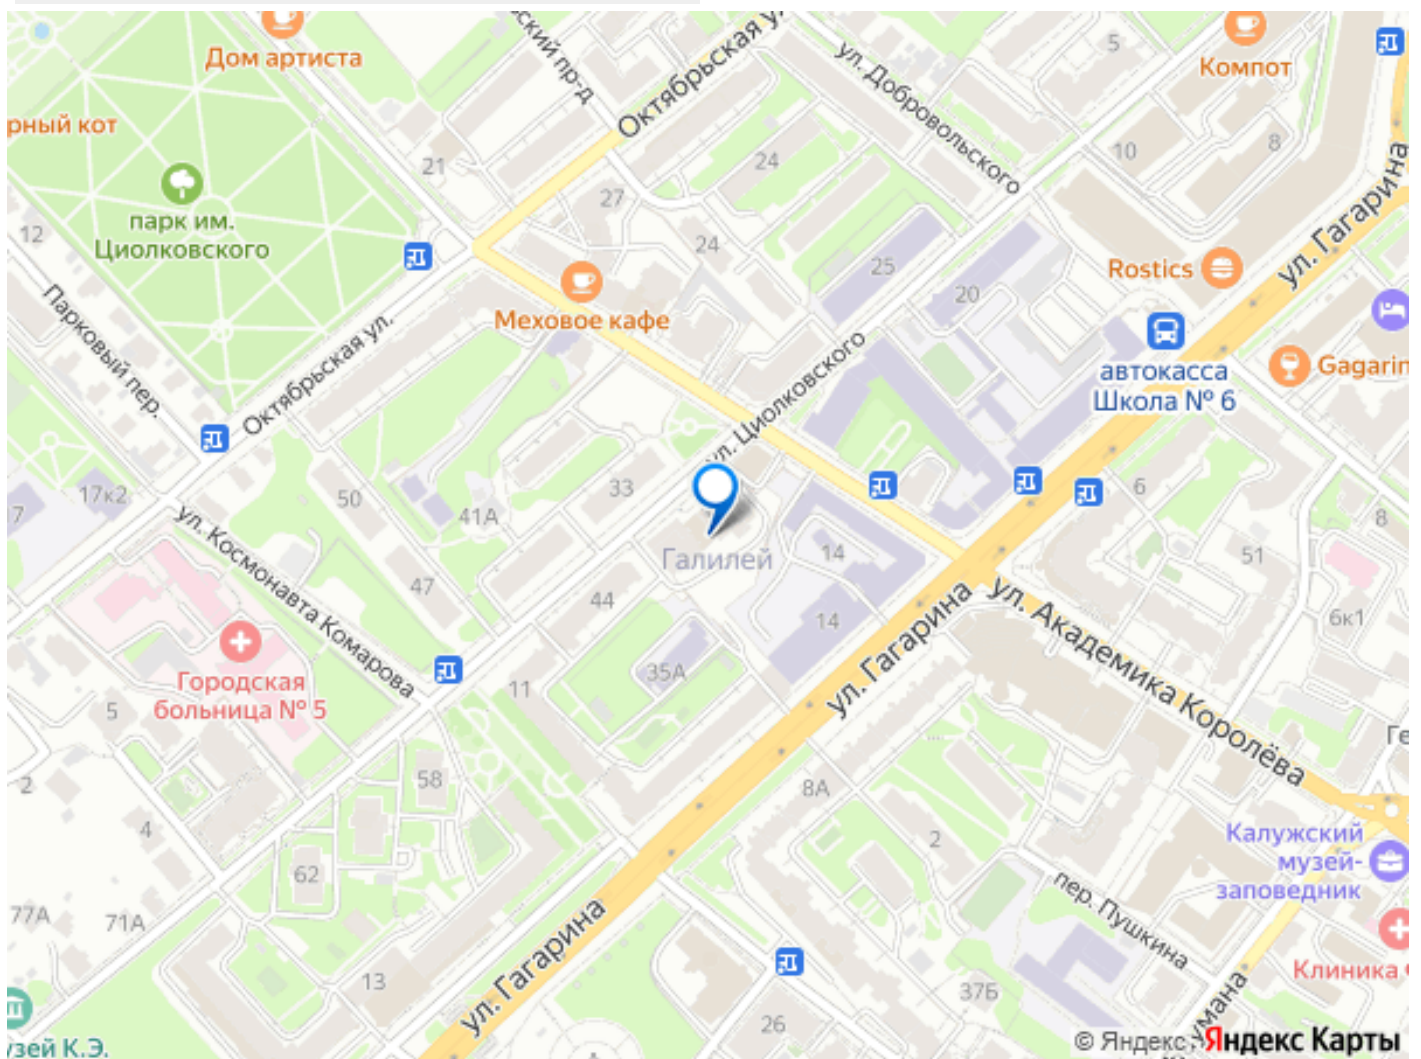 Дом артиста
Октябрьская
ул. Добровольского
5
Компот
рный кот
21
24
10
8
27
парк им.
Циолковского
12
24
25
20
Rostics
ул. Гагарина
Меховое кафе
Парковый пер.
Октябрьская ул.
ул. Циолковского
автокасса
Школа № 6
Gagarin
17к2
7
50
41А
33
6
8
ул. Космонавта Комарова
Галилей
14
51
47
44
14
ул. Гагарина
ул. Академика Королёва
6к1
35А
Городская
больница № 5
11
5
58
8А
2
4
2
Ге
62
Калужский
музей-
заповедник
77А
71А
пер. Пушкина
13
ул. Гагарина
37Б
26
Клиника
узей К.Э.
© Яндекс
Яндекс Карты